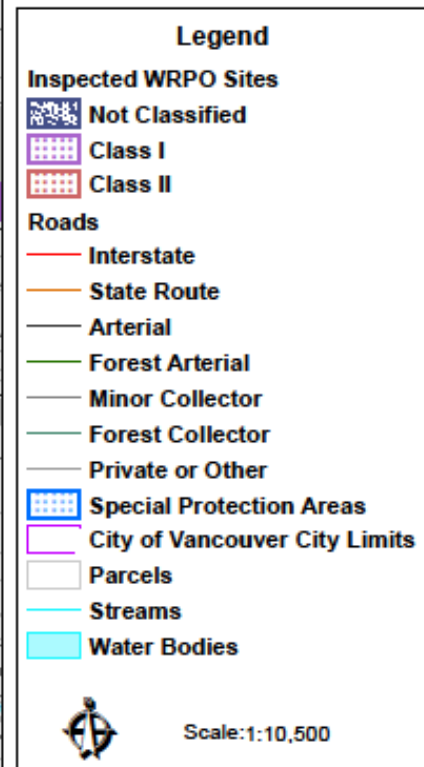 Legend
Inspected WRPO Sites
Not Classified
Class I
Class II
Roads
Interstate
State Route
Arterial
Forest Arterial
Minor Collector
Forest Collector
Private or Other
Special Protection Areas
City of Vancouver City Limits
Parcels
Streams
Water Bodies
Scale:1:10,500